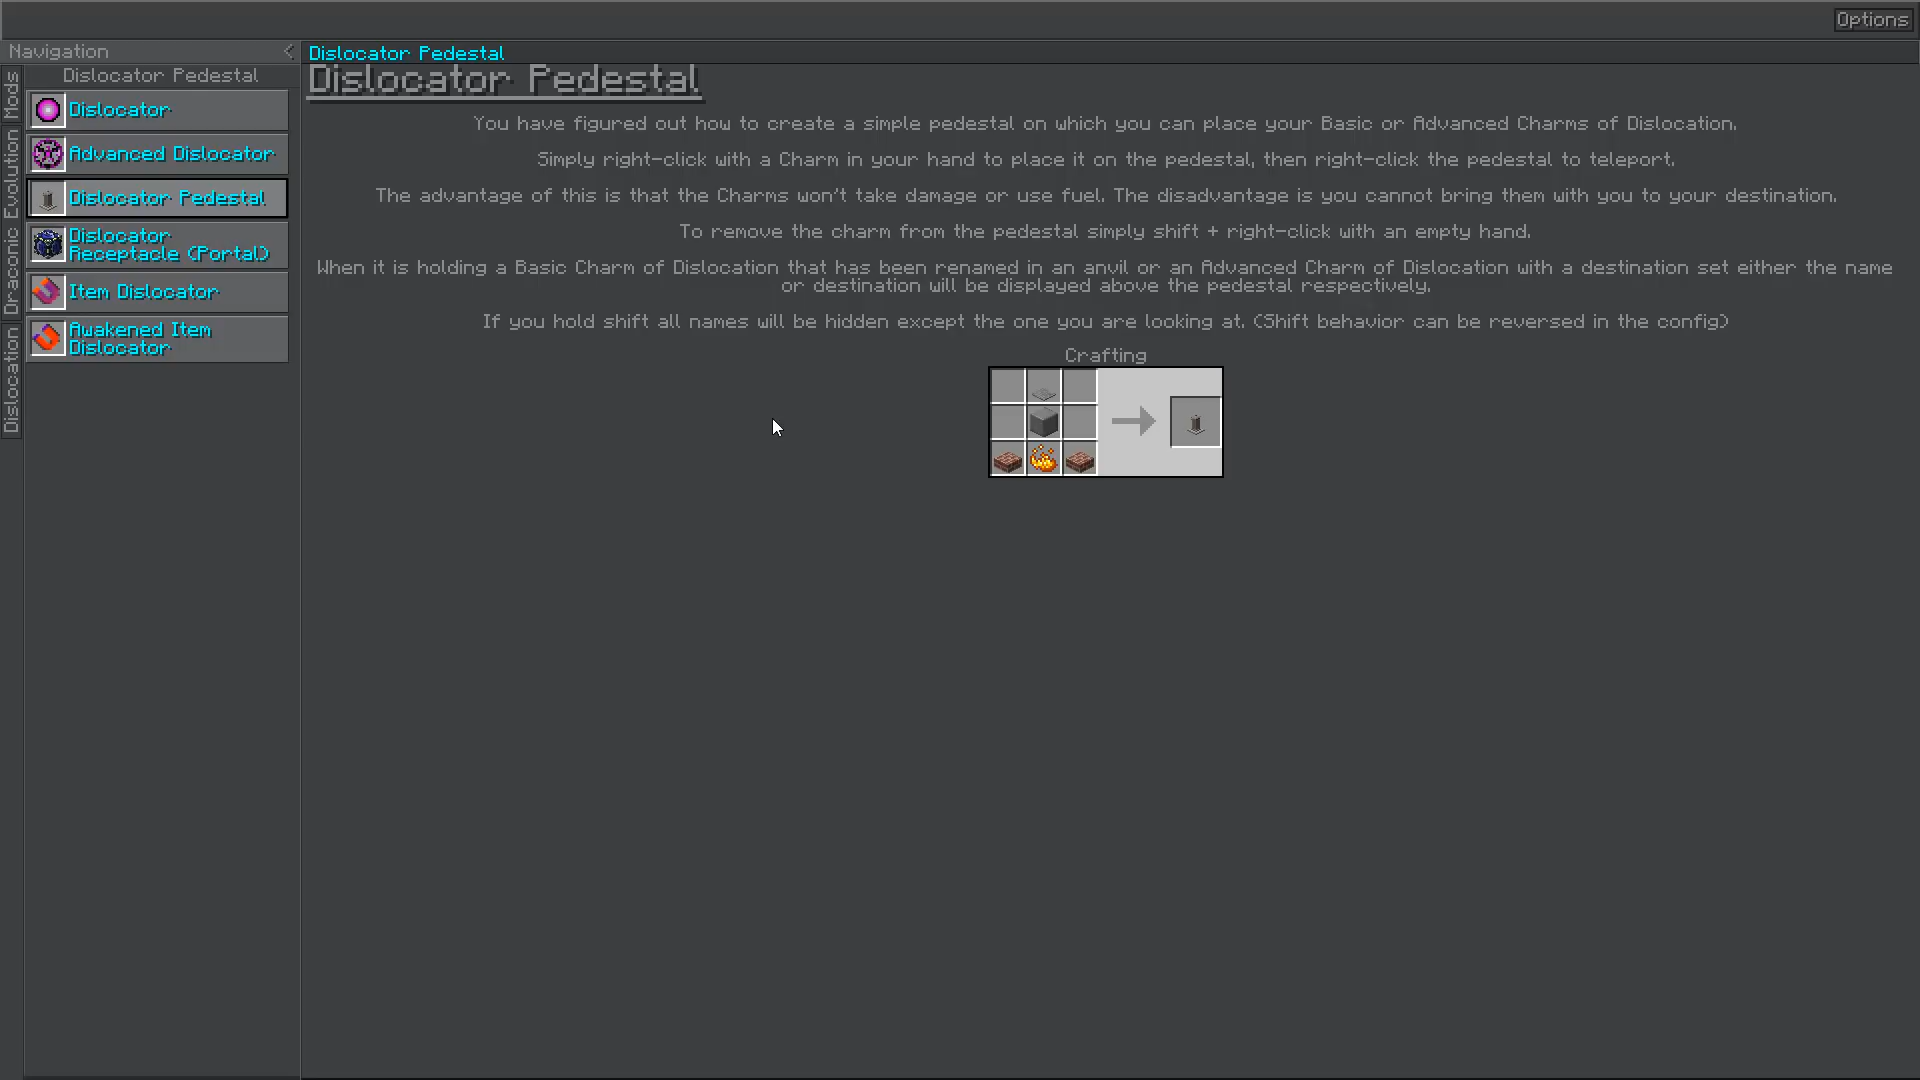 Options
Navigation
<
Dislocator Pedestal
Mods
Draconic Evolution
Dislocation
Dislocator
Advanced Dislocator
Dislocator Pedestal
Dislocator
Receptacle (Portal)
Item Dislocator
Awakened Item
Dislocator
Dislocator Pedestal
Dislocator Pedestal
You have figured out how to create a simple pedestal on which you can place your Basic or Advanced Charms of Dislocation.
Simply right-click with a Charm in your hand to place it on the pedestal, then right-click the pedestal to teleport.
The advantage of this is that the Charms won't take damage or use fuel. The disadvantage is you cannot bring them with you to your destination.
To remove the charm from the pedestal simply shift + right-click with an empty hand.
When it is holding a Basic Charm of Dislocation that has been renamed in an anvil or an Advanced Charm of Dislocation with a destination set either the name
or destination will be displayed above the pedestal respectively.
If you hold shift all names will be hidden except the one you are looking at. (Shift behavior can be reversed in the config)
Crafting